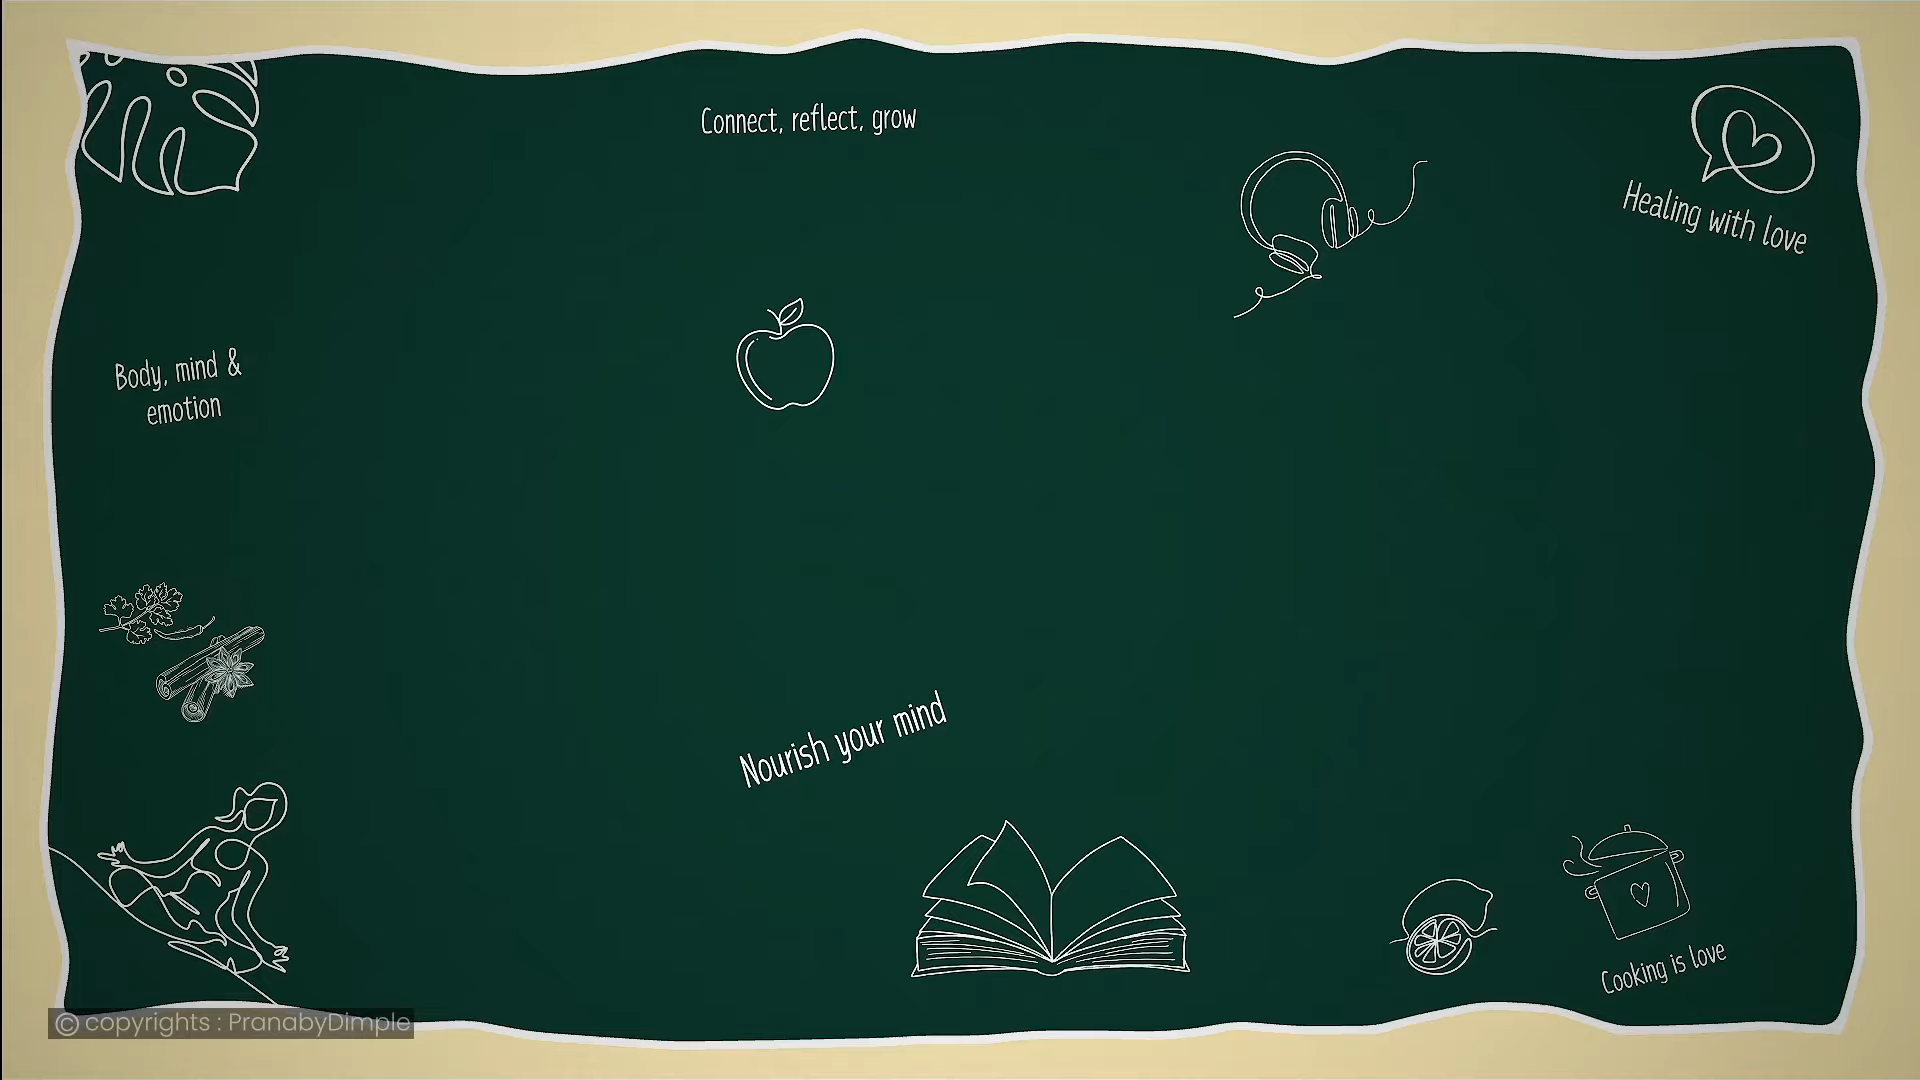 Connect, reflect, grow
Healing with love
Body, mind &
emotion
Nourish your mind
Cooking is love
© copyrights : PranabyDimple